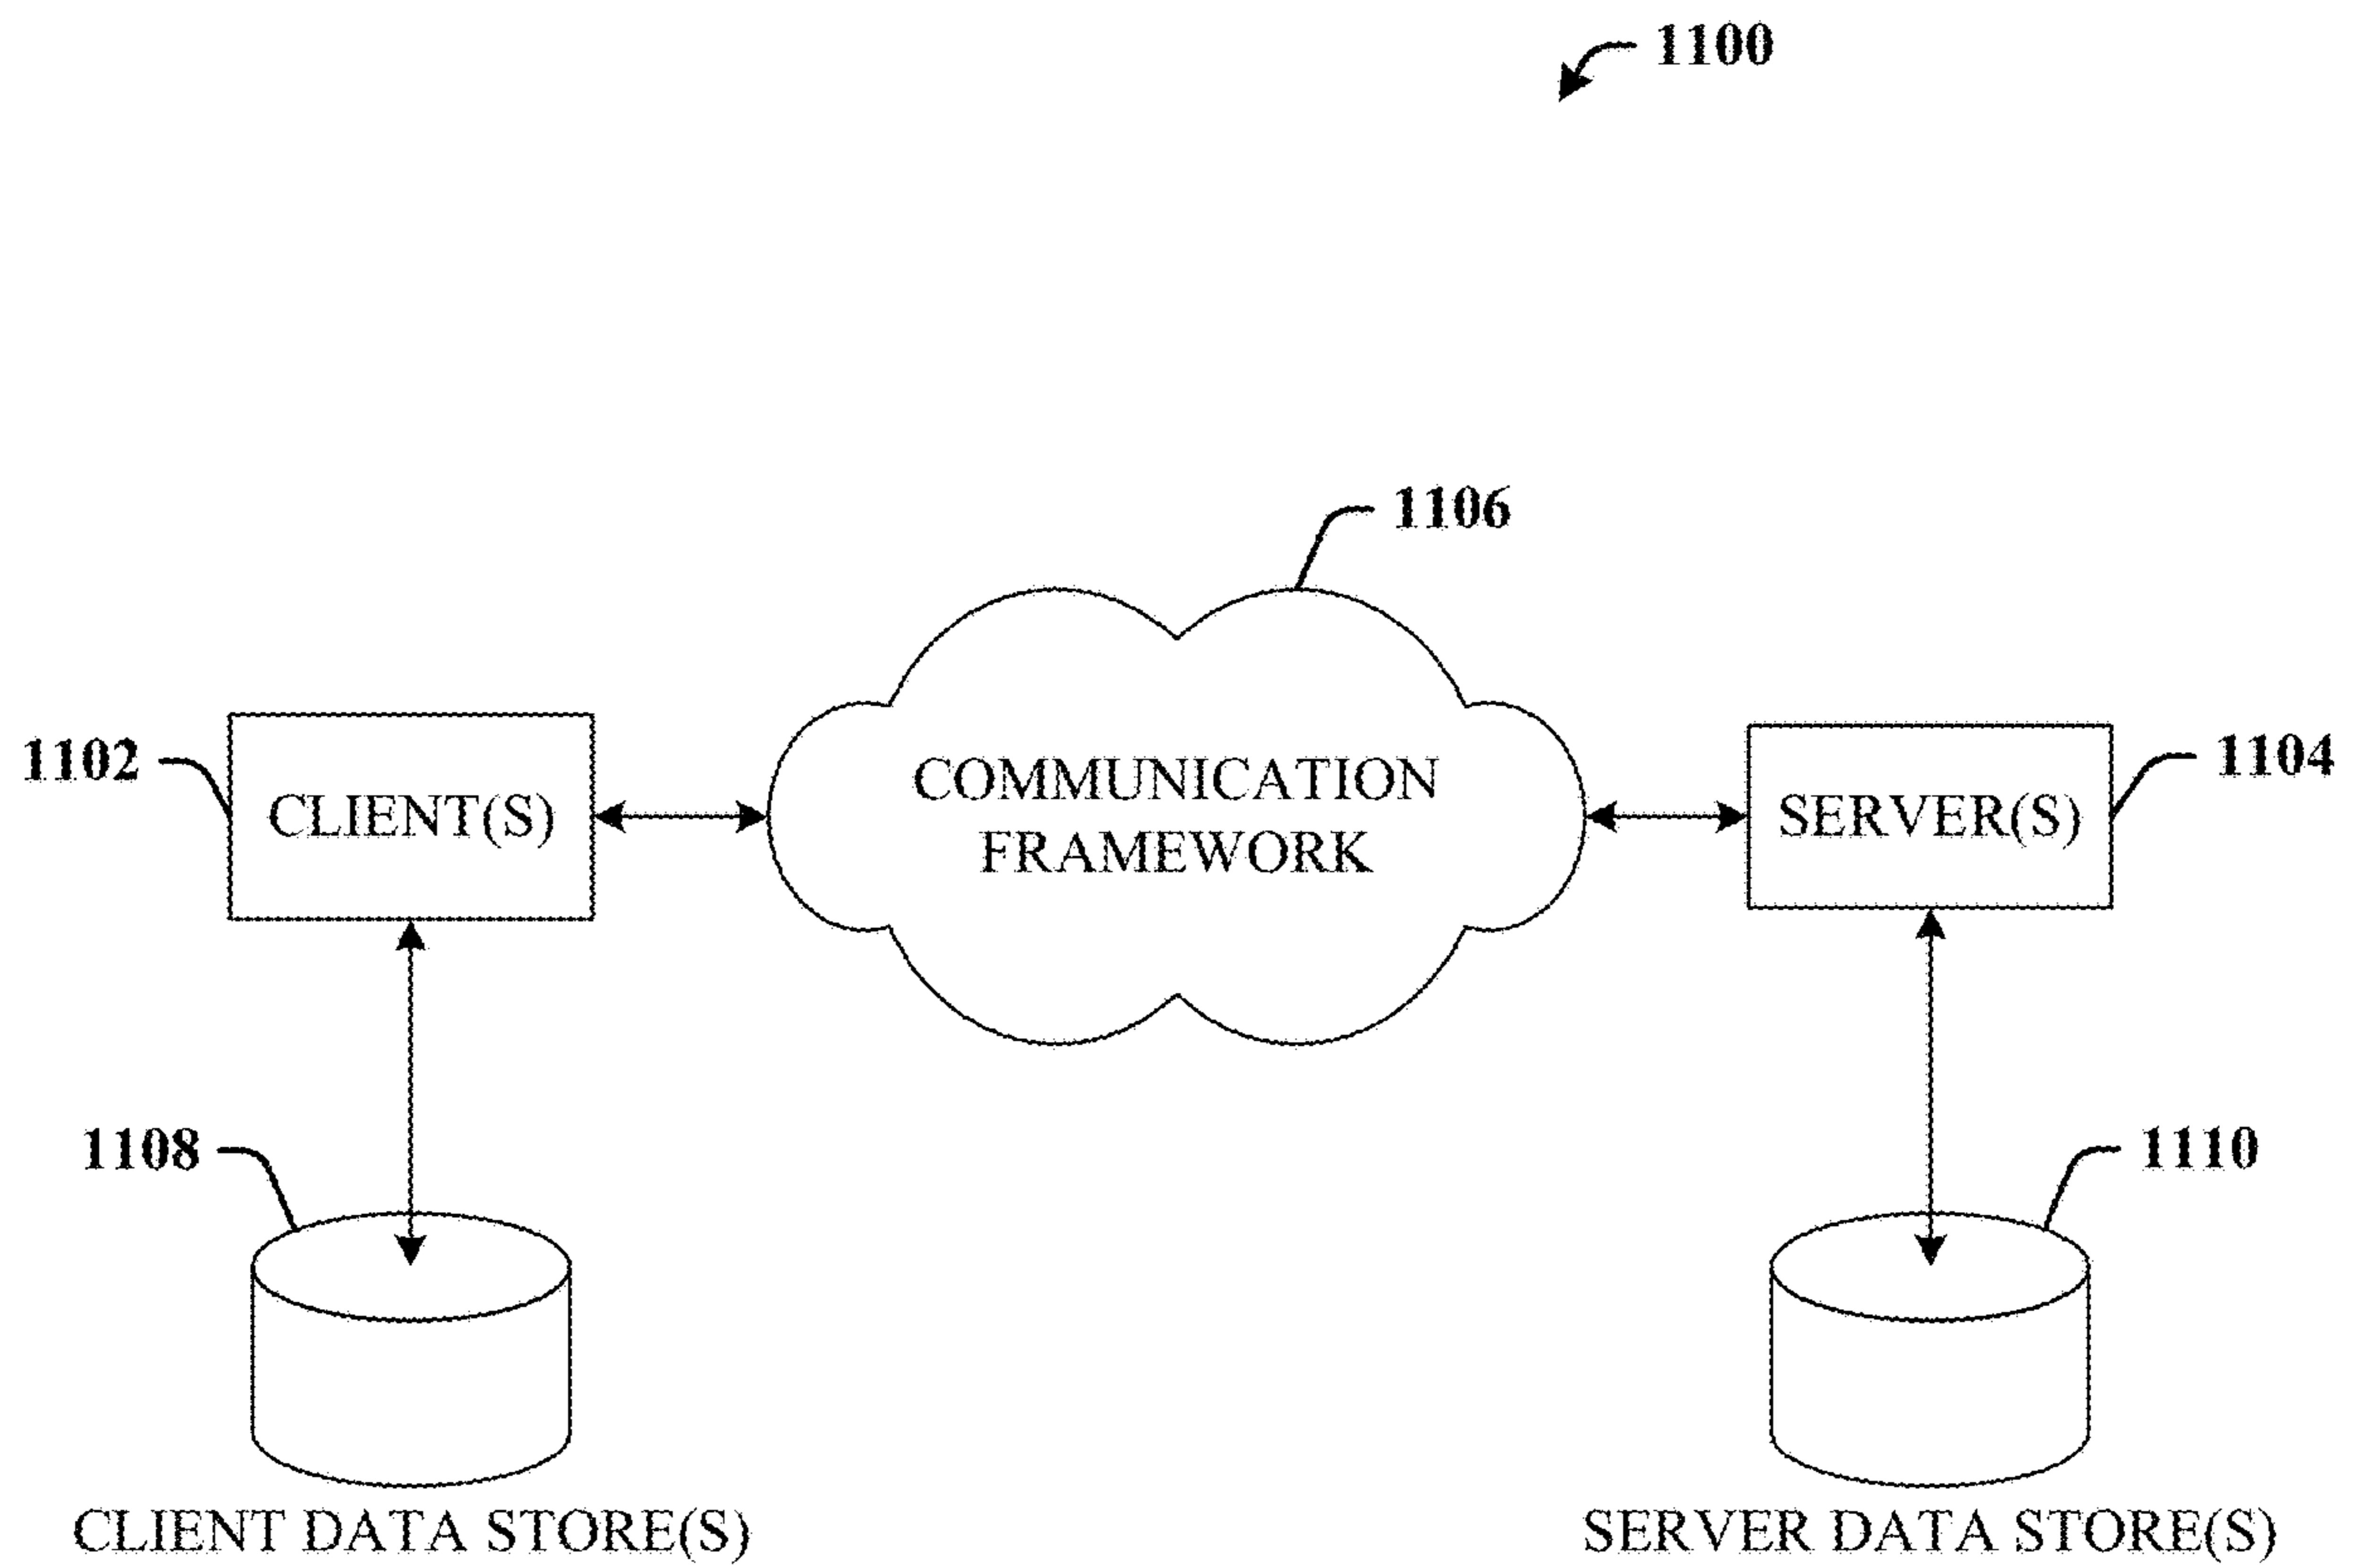 1100
1106
1102
CLIENT(S)
COMMUNICATION
FRAMEWORK
SERVER(S)
1104
1108
1110
CLIENT DATA STORE(S)
SERVER DATA STORE(S)